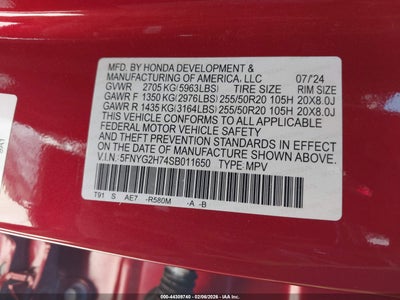 MFD. BY HONDA DEVELOPMENT &
MANUFACTURING OF AMERICA, LLC 07/'24
GVWR 2705 KG(5963LBS) TIRE SIZE RIM SIZE
GAWR F 1350 KG(2976LBS) 255/50R20 105H 20X8.0J
GAWR R 1435 KG(3164LBS) 255/50R20 105H 20X8.0J
THIS VEHICLE CONFORMS TO ALL APPLICABLE
FEDERAL MOTOR VEHICLE SAFETY, BUMPER,
AND THEFT PREVENTION STANDARDS IN EFFECT
ON THE DATE OF MANUFACTURE SHOWN ABOVE.
V.I.N. 5FNYG2H74SB011650 TYPE: MPV
T91 S AE7 -R580M -A -B
000-44309740 - 02/06/2026 - IAA Inc.